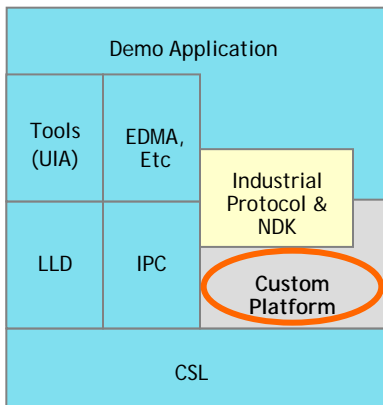 Demo Application
Tools
(UIA)
EDMA,
Etc
Industrial
Protocol &
NDK
LLD
IPC
Custom
Platform
CSL